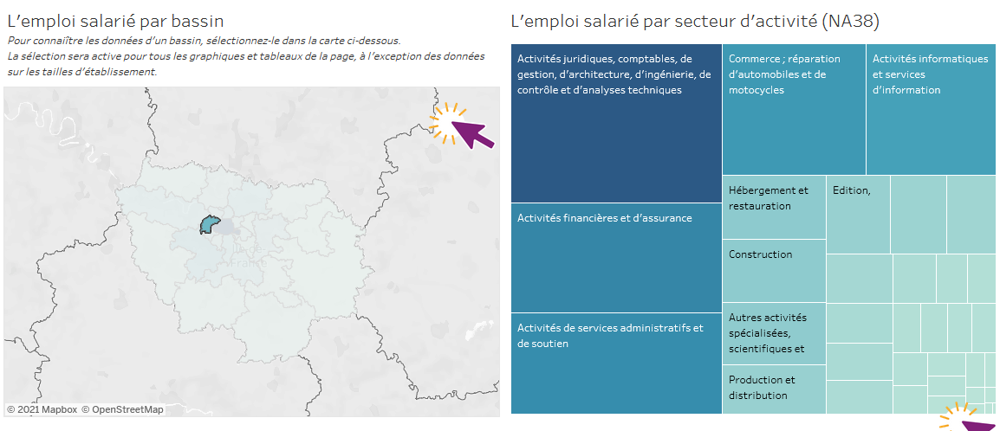 L'emploi salarié par bassin
Pour connaître les données d'un bassin, sélectionnez-le dans la carte ci-dessous.
La sélection sera active pour tous les graphiques et tableaux de la page, à l'exception des données
sur les tailles d'établissement.
© 2021 Mapbox © OpenStreetMap
L'emploi salarié par secteur d'activité (NA38)
Activités juridiques, comptables, de
gestion, d'architecture, d'ingénierie, de
contrôle et d'analyses techniques
Activités financières et d'assurance
Activités de services administratifs et
de soutien
Commerce ; réparation
d'automobiles et de
motocycles
Activités informatiques
et services
d'information
Hébergement et
restauration
Edition,
Construction
Autres activités
spécialisées,
scientifiques et
Production et
distribution